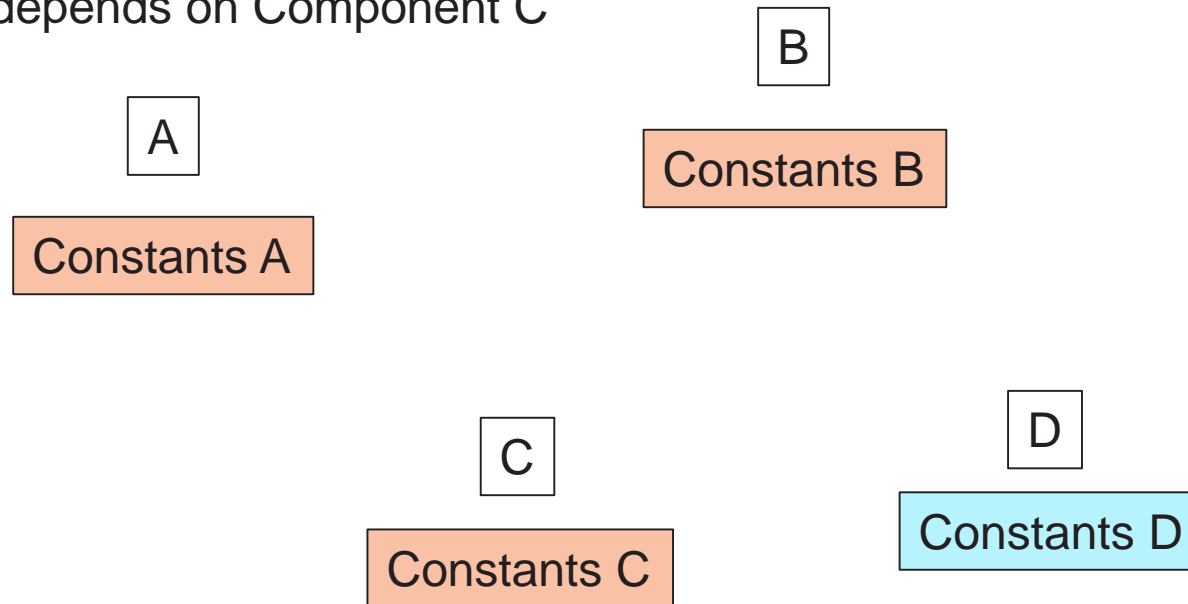 depends on Component C
B
A
Constants B
Constants A
D
C
Constants D
Constants C